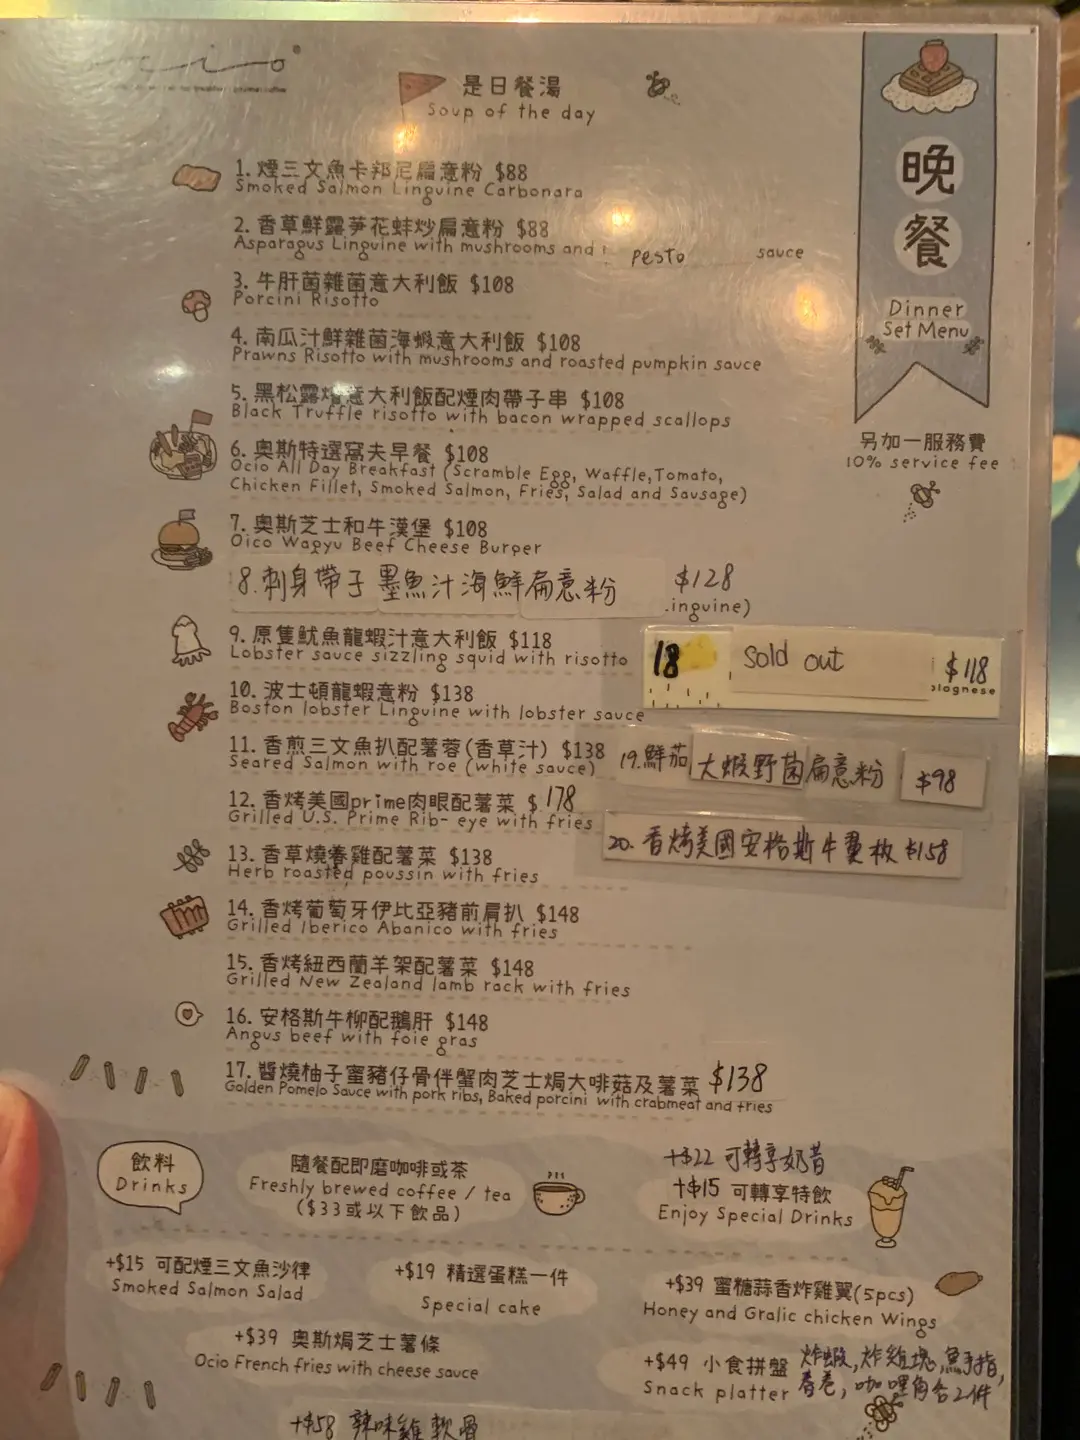 是日餐湯
Soup of the day
晚餐
Dinner
Set Menu
另加一服務費
10% service fee
1. 煙三文魚卡邦尼扁意粉 $88
Smoked Salmon Linguine Carbonara
2. 香草鮮露笋花蚌炒扁意粉 $88
Asparagus Linguine with mushrooms and pesto sauce
3. 牛肝菌雜菌意大利飯 $108
Porcini Risotto
4. 南瓜汁鮮雜菌海蝦意大利飯 $108
Prawns Risotto with mushrooms and roasted pumpkin sauce
5. 黑松露燴意大利飯配煙肉帶子串 $108
Black Truffle risotto with bacon wrapped scallops
6. 奧斯特選窩夫早餐 $108
Ocio All Day Breakfast (Scramble Egg, Waffle,Tomato,
Chicken Fillet, Smoked Salmon, Fries, Salad and Sausage)
7. 奧斯芝士和牛漢堡 $108
Oico Wagyu Beef Cheese Burger
8.刺身帶子墨魚汁海鮮扁意粉 $128
inguine)
9. 原隻魷魚龍蝦汁意大利飯 $118
Lobster sauce sizzling squid with risotto
18 Sold out $118
olognese
10. 波士頓龍蝦意粉 $138
Boston lobster Linguine with lobster sauce
11. 香煎三文魚扒配薯蓉(香草汁) $138
Seared Salmon with roe (white sauce)
19.鮮茄大蝦野菌扁意粉 $98
12. 香烤美國prime肉眼配薯菜 $178
Grilled U.S. Prime Rib- eye with fries
20. 香烤美國安格斯牛 $158
13. 香草燒春雞配薯菜 $138
Herb roasted poussin with fries
14. 香烤葡萄牙伊比亞豬前肩扒 $148
Grilled Iberico Abanico with fries
15. 香烤紐西蘭羊架配薯菜 $148
Grilled New Zealand lamb rack with fries
16. 安格斯牛柳配鵝肝 $148
Angus beef with foie gras
17. 醬燒柚子蜜豬仔骨伴蟹肉芝士焗大啡菇及薯菜 $138
Golden Pomelo Sauce with pork ribs, Baked porcini with crabmeat and fries
飲料
Drinks
隨餐配即磨咖啡或茶
Freshly brewed coffee / tea
($33或以下飲品)
+$22 可轉享奶昔
+$15 可轉享特飲
Enjoy Special Drinks
+$15 可配煙三文魚沙律
Smoked Salmon Salad
+$19 精選蛋糕一件
Special cake
+$39 蜜糖蒜香炸雞翼(5pcs)
Honey and Gralic chicken Wings
+$39 奧斯焗芝士薯條
Ocio French fries with cheese sauce
+$49 小食拼盤 炸蝦,炸雞塊,魚手指,
Snack platter 春卷,咖哩角各2件
+$58 辣味雞軟骨